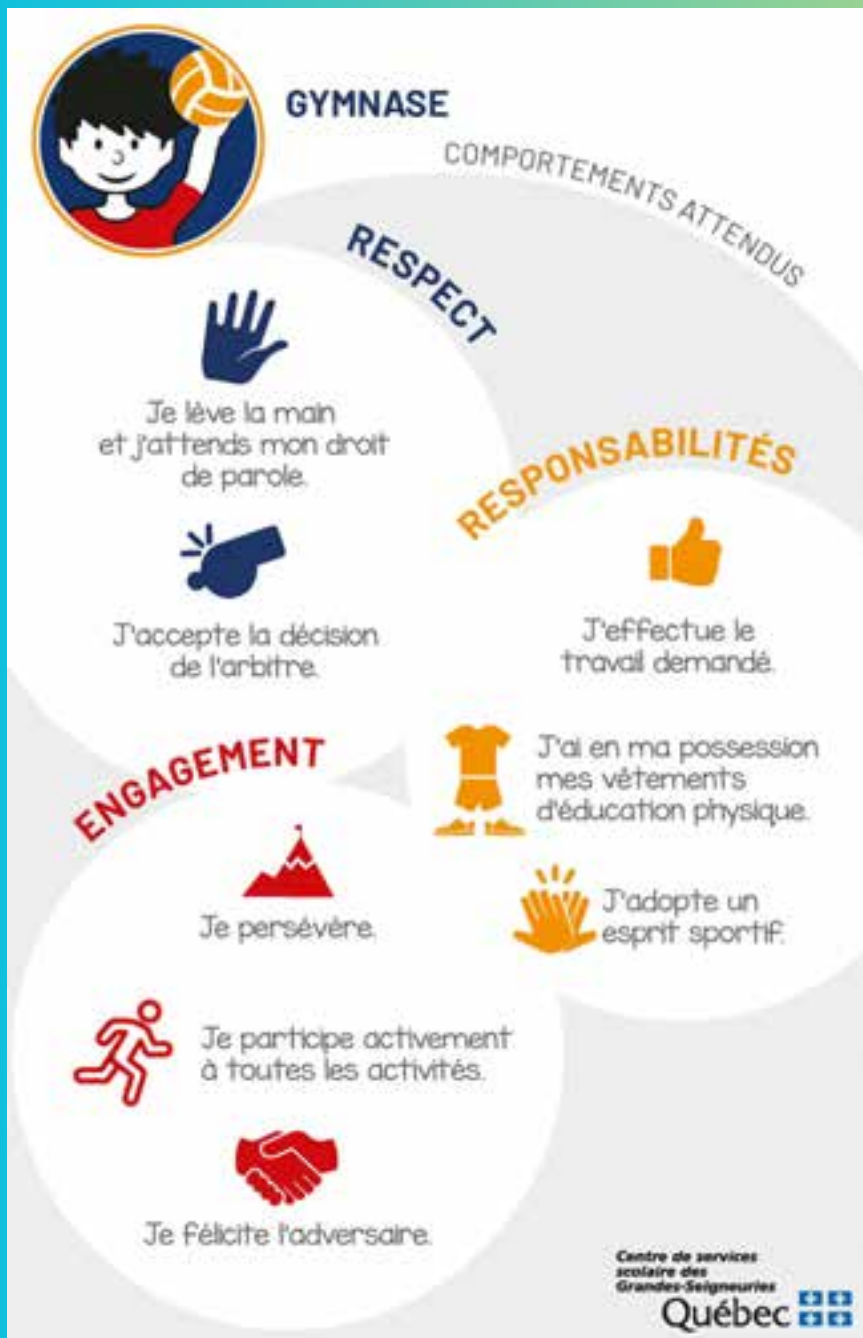 GYMNASE
COMPORTEMENTS ATTENDUS
RESPECT
Je lève la main
et j'attends mon droit
de parole.
J'accepte la décision
de l'arbitre.
RESPONSABILITÉS
J'effectue le
travail demandé.
J'ai en ma possession
mes vêtements
d'éducation physique.
J'adopte un
esprit sportif.
ENGAGEMENT
Je persévère.
Je participe activement
à toutes les activités.
Je félicite l'adversaire.
Centre de services
scolaire des
Grandes-Seigneuries
Québec